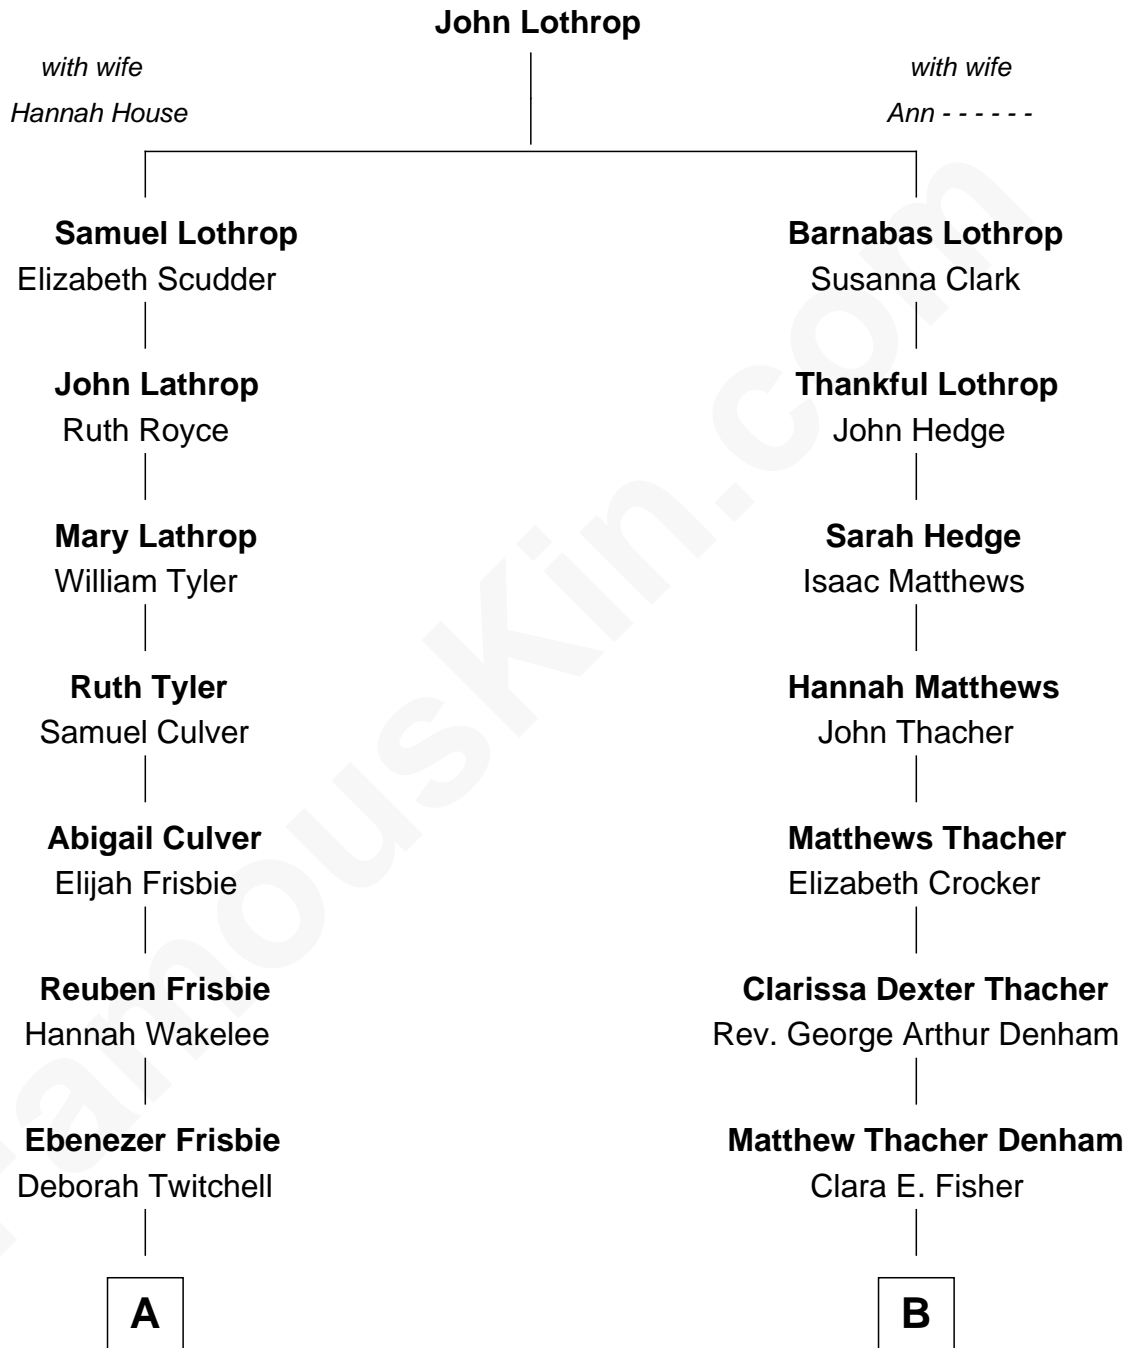 John Lothrop
with wife
Hannah House
with wife
Ann - - - - - -
Samuel Lothrop
Elizabeth Scudder
Barnabas Lothrop
Susanna Clark
John Lathrop
Ruth Royce
Thankful Lothrop
John Hedge
Mary Lathrop
William Tyler
Sarah Hedge
Isaac Matthews
Ruth Tyler
Samuel Culver
Hannah Matthews
John Thacher
Abigail Culver
Elijah Frisbie
Matthews Thacher
Elizabeth Crocker
Reuben Frisbie
Hannah Wakelee
Clarissa Dexter Thacher
Rev. George Arthur Denham
Ebenezer Frisbie
Deborah Twitchell
Matthew Thacher Denham
Clara E. Fisher
A
B
FamousKin.com